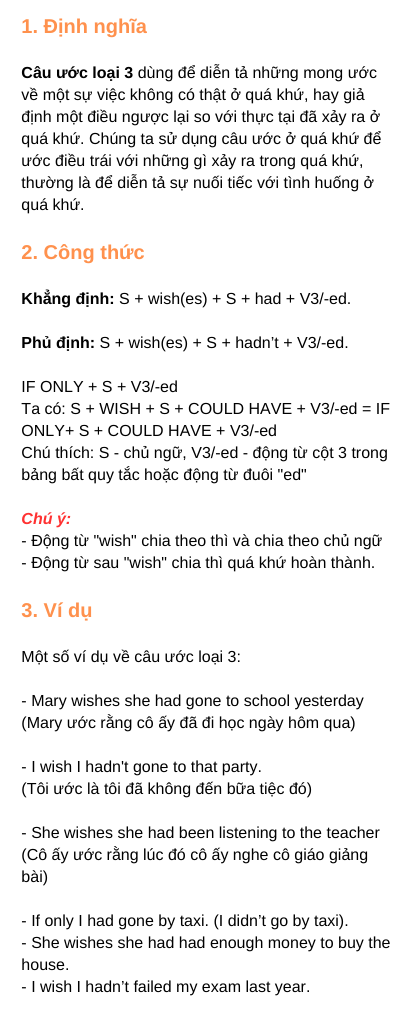 1. Định nghĩa
Câu ước loại 3 dùng để diễn tả những mong ước
về một sự việc không có thật ở quá khứ, hay giả
định một điều ngược lại so với thực tại đã xảy ra ở
quá khứ. Chúng ta sử dụng câu ước ở quá khứ để
ước điều trái với những gì xảy ra trong quá khứ,
thường là để diễn tả sự nuối tiếc với tình huống ở
quá khứ.
2. Công thức
Khẳng định: S + wish(es) + S + had + V3/-ed.
Phủ định: S + wish(es) + S + hadn’t + V3/-ed.
IF ONLY + S + V3/-ed
Ta có: S + WISH + S + COULD HAVE + V3/-ed = IF
ONLY+ S + COULD HAVE + V3/-ed
Chú thích: S - chủ ngữ, V3/-ed - động từ cột 3 trong
bảng bất quy tắc hoặc động từ đuôi "ed"
Chú ý:
- Động từ "wish" chia theo thì và chia theo chủ ngữ
- Động từ sau "wish" chia thì quá khứ hoàn thành.
3. Ví dụ
Một số ví dụ về câu ước loại 3:
- Mary wishes she had gone to school yesterday
(Mary ước rằng cô ấy đã đi học ngày hôm qua)
- I wish I hadn't gone to that party.
(Tôi ước là tôi đã không đến bữa tiệc đó)
- She wishes she had been listening to the teacher
(Cô ấy ước rằng lúc đó cô ấy nghe cô giáo giảng
bài)
- If only I had gone by taxi. (I didn’t go by taxi).
- She wishes she had had enough money to buy the
house.
- I wish I hadn’t failed my exam last year.